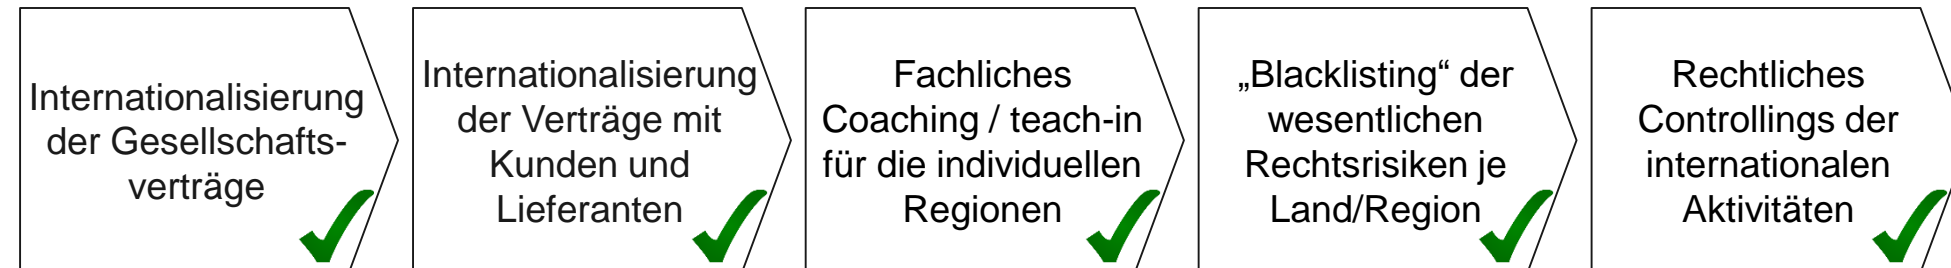 Internationalisierung
der Gesellschafts-
verträge
Internationalisierung
der Verträge mit
Kunden und
Lieferanten
Fachliches
Coaching / teach-in
für die individuellen
Regionen
„Blacklisting“ der
wesentlichen
Rechtsrisiken je
Land/Region
Rechtliches
Controllings der
internationalen
Aktivitäten